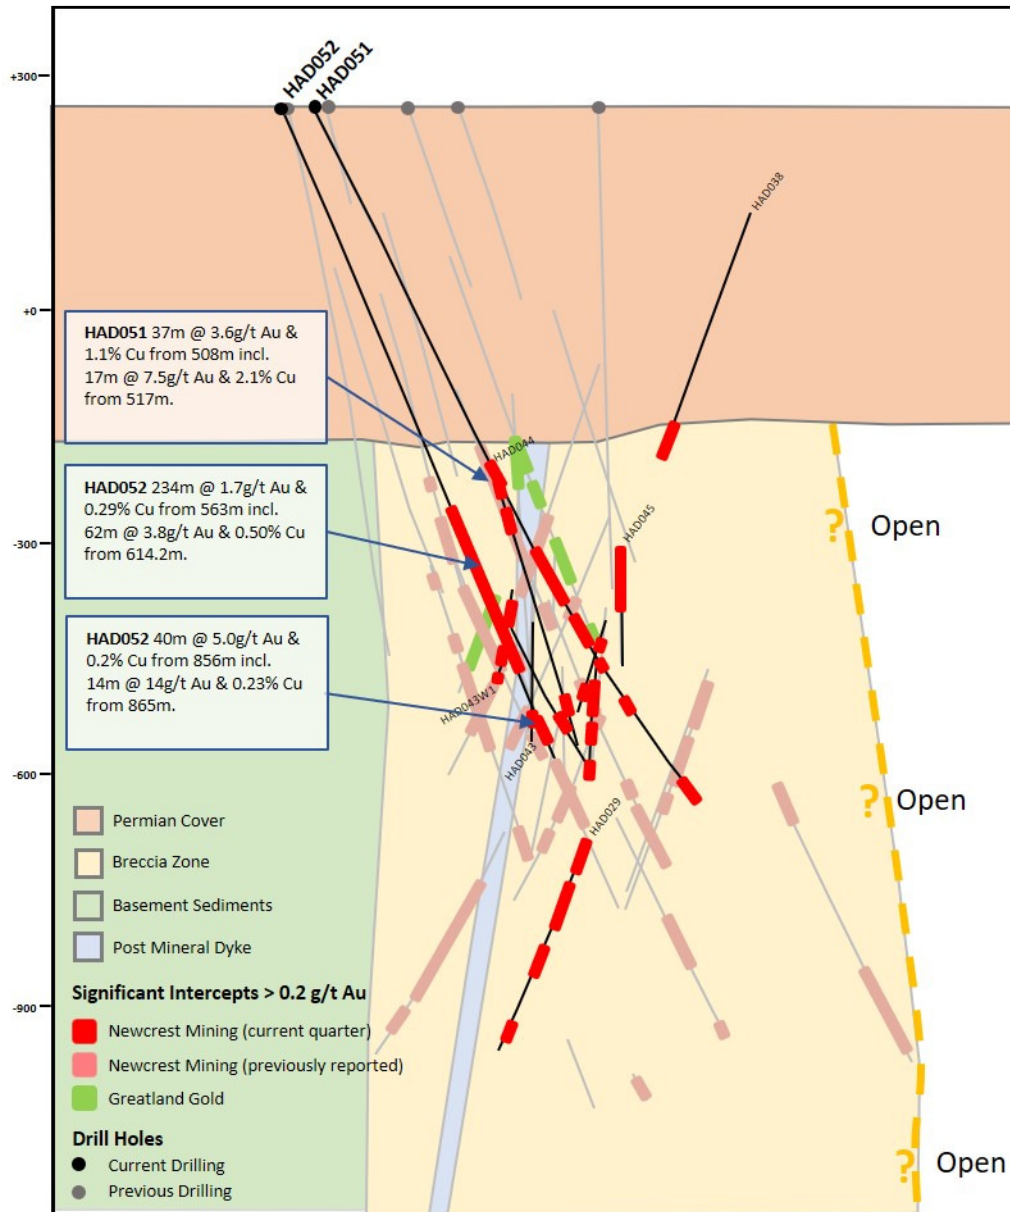 HAD052
HAD051
+300
HAD038
+0
HAD051 37m @ 3.6g/t Au &
1.1% Cu from 508m incl.
17m @ 7.5g/t Au & 2.1% Cu
from 517m.
HAD044
HAD052 234m @ 1.7g/t Au &
0.29% Cu from 563m incl.
62m @ 3.8g/t Au & 0.50% Cu
from 614.2m.
HAD045
? Open
-300
HAD052 40m @ 5.0g/t Au &
0.2% Cu from 856m incl.
14m @ 14g/t Au & 0.23% Cu
from 865m.
HAD043W1
HAD043
-600
? Open
HAD029
Permian Cover
Breccia Zone
Basement Sediments
Post Mineral Dyke
Significant Intercepts > 0.2 g/t Au
-900
Newcrest Mining (current quarter)
Newcrest Mining (previously reported)
Greatland Gold
Drill Holes
Current Drilling
Previous Drilling
? Open